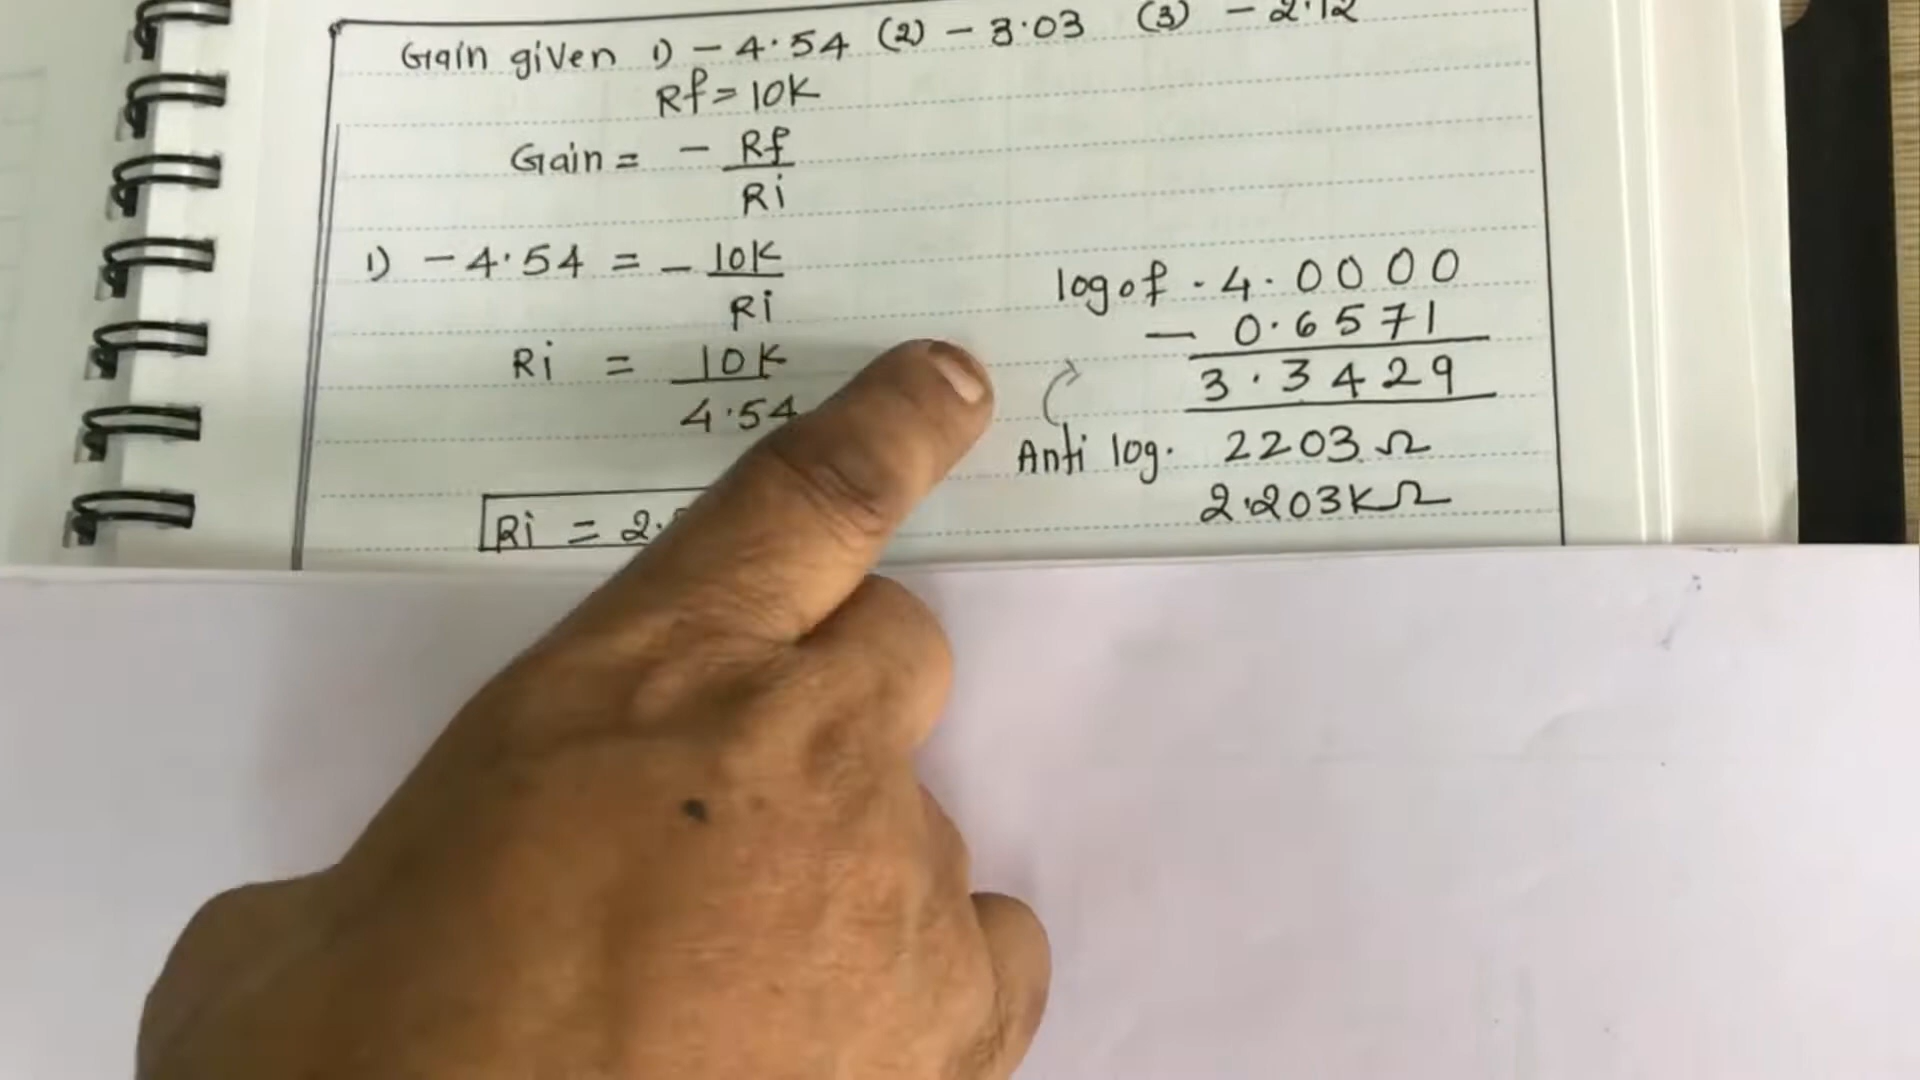 Gain given 1) - 4.54 (2) - 3.03 (3) - 2.12
Rf = 10K
Gain = - Rf
Ri
1) - 4.54 = - 10K
Ri
Ri = 10K
4.54
Ri = 2.
log of . 4.0000
- 0.6571
3.3429
Anti log. 2203 Ω
2.203KΩ